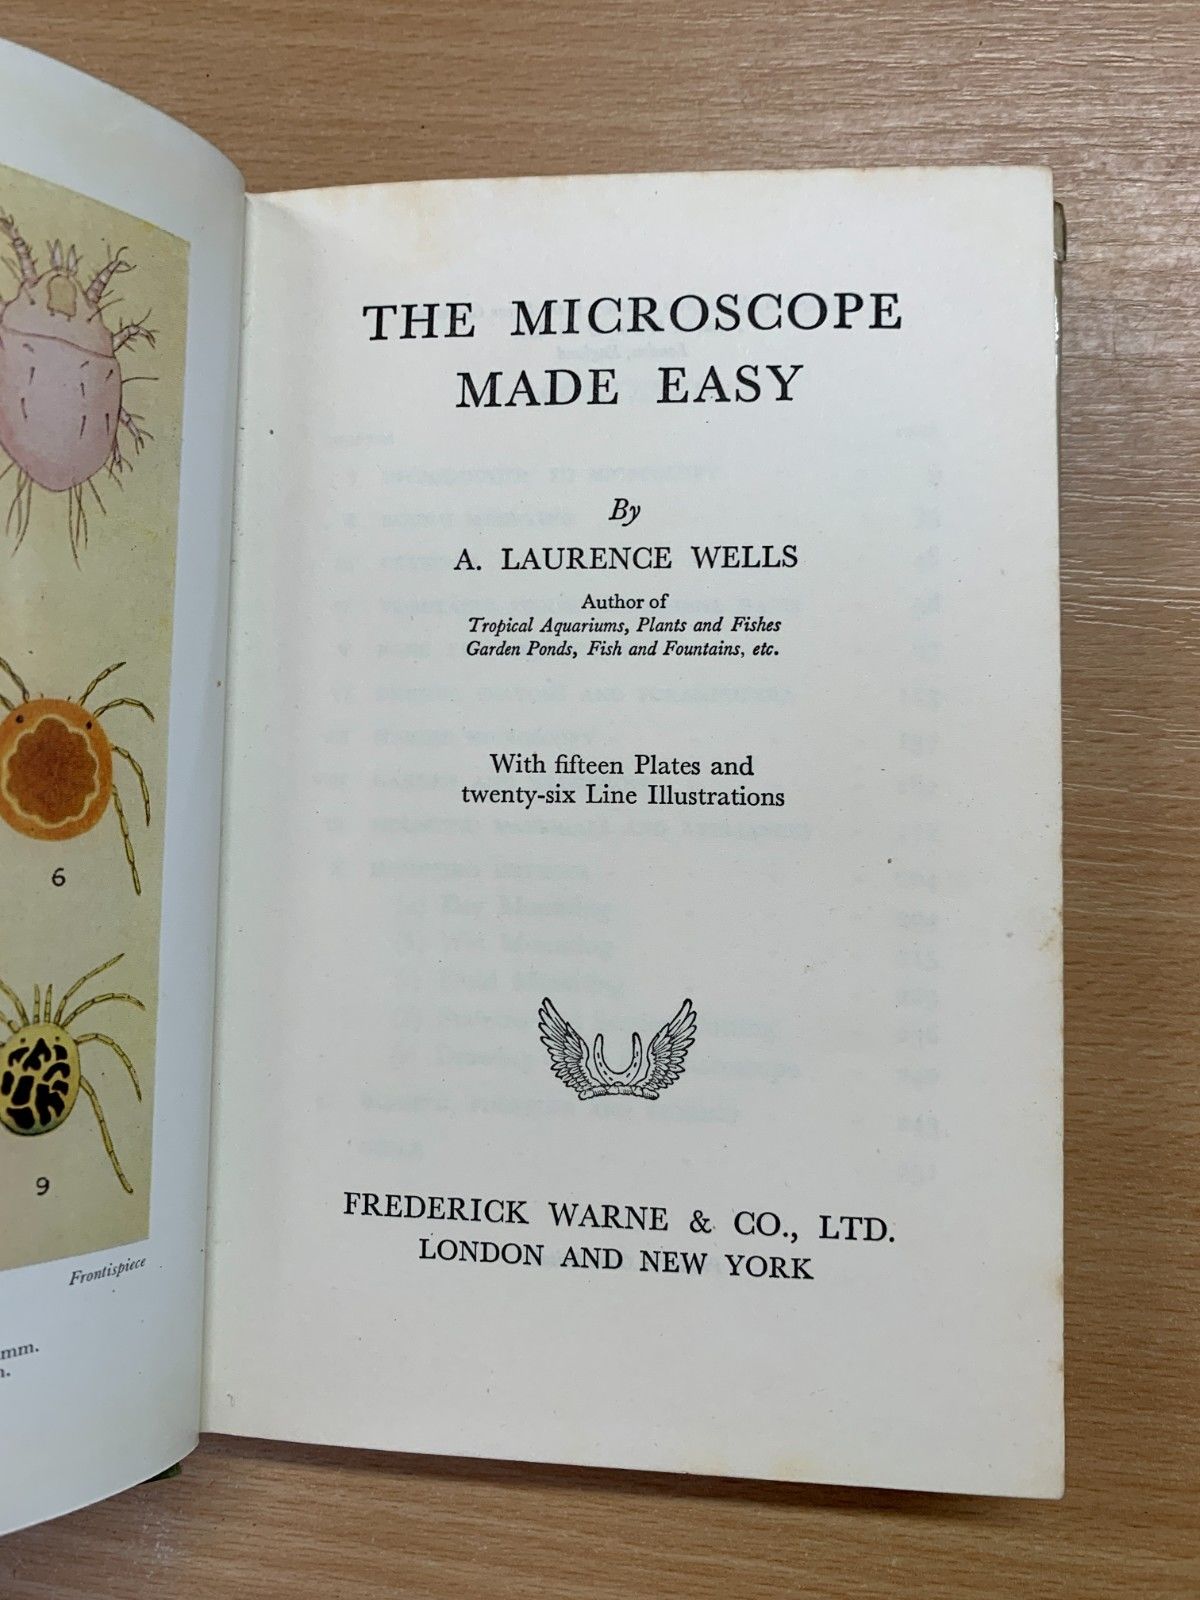 6
9
Frontispiece
mm.
THE MICROSCOPE
MADE EASY
By
A. LAURENCE WELLS
Author of
Tropical Aquariums, Plants and Fishes
Garden Ponds, Fish and Fountains, etc.
With fifteen Plates and
twenty-six Line Illustrations
FREDERICK WARNE & CO., LTD.
LONDON AND NEW YORK